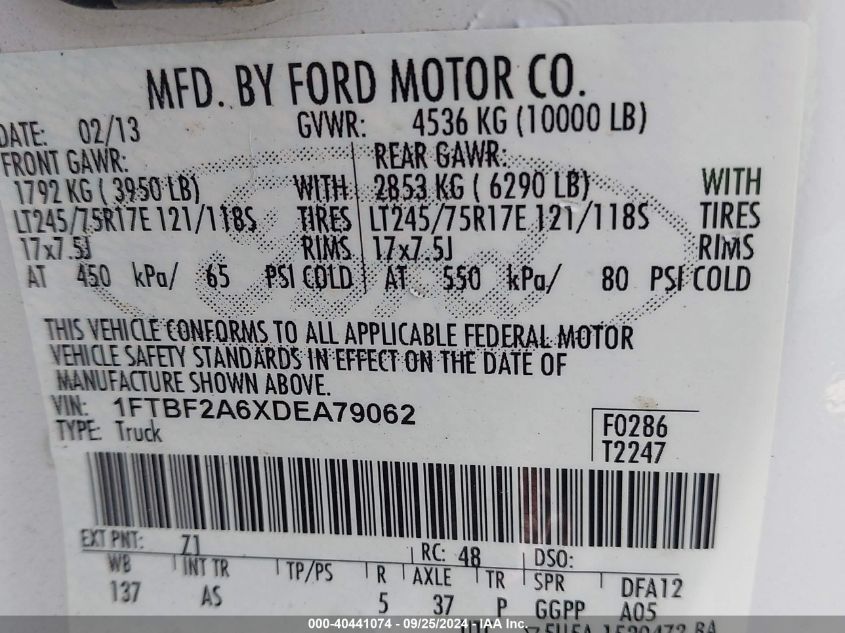 MFD. BY FORD MOTOR CO.
DATE: 02/13 GVWR: 4536 KG (10000 LB)
FRONT GAWR: REAR GAWR:
1792 KG ( 3950 LB) WITH 2853 KG ( 6290 LB) WITH
LT245/75R17E 121/118S TIRES LT245/75R17E 121/118S TIRES
17x7.5J RIMS 17x7.5J RIMS
AT 450 kPa/ 65 PSI COLD AT 550 kPa/ 80 PSI COLD
THIS VEHICLE CONFORMS TO ALL APPLICABLE FEDERAL MOTOR
VEHICLE SAFETY STANDARDS IN EFFECT ON THE DATE OF
MANUFACTURE SHOWN ABOVE.
VIN: 1FTBF2A6XDEA79062
TYPE: Truck
F0286
T2247
EXT PNT: Z1 RC: 48 DSO:
WB INT TR TP/PS R AXLE TR SPR DFA12
137 AS 5 37 P GGPP A05
000-40441074 - 09/25/2024 - IAA Inc.